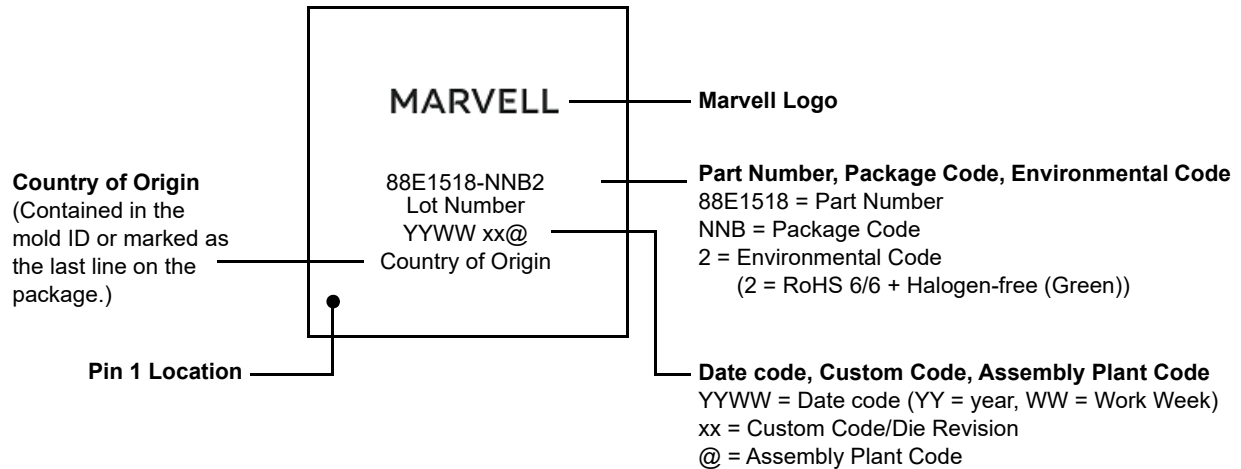 MARVELL
Marvell Logo
Country of Origin
(Contained in the
mold ID or marked as
the last line on the
package.)
88E1518-NNB2
Lot Number
YYWW xx@
Country of Origin
Part Number, Package Code, Environmental Code
88E1518 = Part Number
NNB = Package Code
2 = Environmental Code
(2 = RoHS 6/6 + Halogen-free (Green))
Pin 1 Location
Date code, Custom Code, Assembly Plant Code
YYWW = Date code (YY = year, WW = Work Week)
xx = Custom Code/Die Revision
@ = Assembly Plant Code